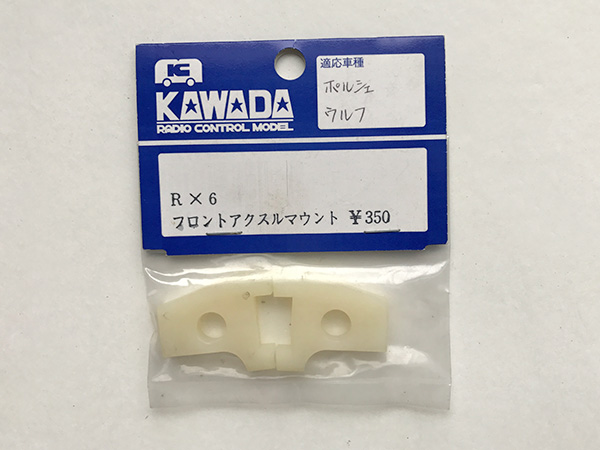 KAWADA
RADIO CONTROL MODEL
適応車種
ポルシェ
ウルフ
R×6
フロントアクスルマウント ¥350